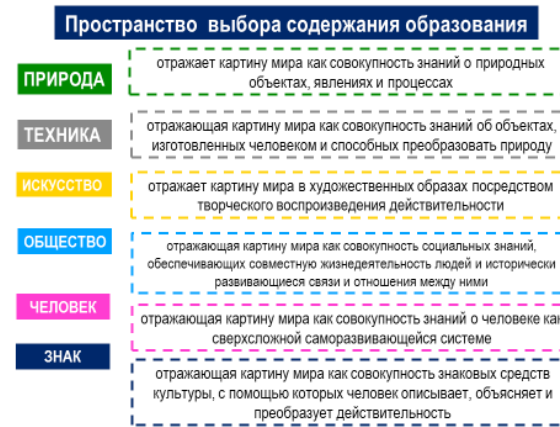 Пространство выбора содержания образования
ПРИРОДА
отражает картину мира как совокупность знаний о природных
объектах, явлениях и процессах
ТЕХНИКА
отражающая картину мира как совокупность знаний об объектах,
изготовленных человеком и способных преобразовать природу
ИСКУССТВО
отражает картину мира в художественных образах посредством
творческого воспроизведения действительности
ОБЩЕСТВО
отражающая картину мира как совокупность социальных знаний,
обеспечивающих совместную жизнедеятельность людей и исторически
развивающиеся связи и отношения между ними
ЧЕЛОВЕК
отражающая картину мира как совокупность знаний о человеке как
сверхсложной саморазвивающейся системе
ЗНАК
отражающая картину мира как совокупность знаковых средств
культуры, с помощью которых человек описывает, объясняет и
преобразует действительность